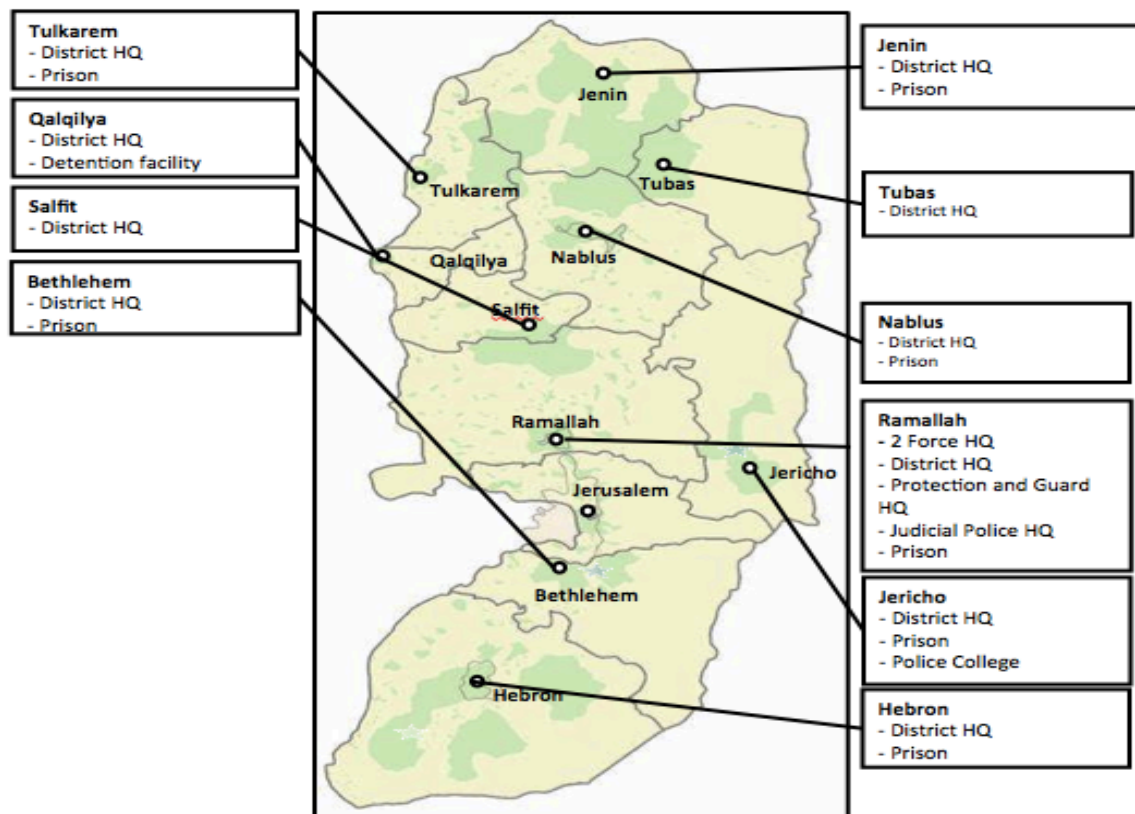 Tulkarem
- District HQ
- Prison
Qalqilya
- District HQ
- Detention facility
Salfit
- District HQ
Bethlehem
- District HQ
- Prison
Jenin
Tulkarem
Tubas
Qalqilya
Nablus
Salfit
Ramallah
Jericho
Jerusalem
Bethlehem
Hebron
Jenin
- District HQ
- Prison
Tubas
- District HQ
Nablus
- District HQ
- Prison
Ramallah
- 2 Force HQ
- District HQ
- Protection and Guard
HQ
- Judicial Police HQ
- Prison
Jericho
- District HQ
- Prison
- Police College
Hebron
- District HQ
- Prison